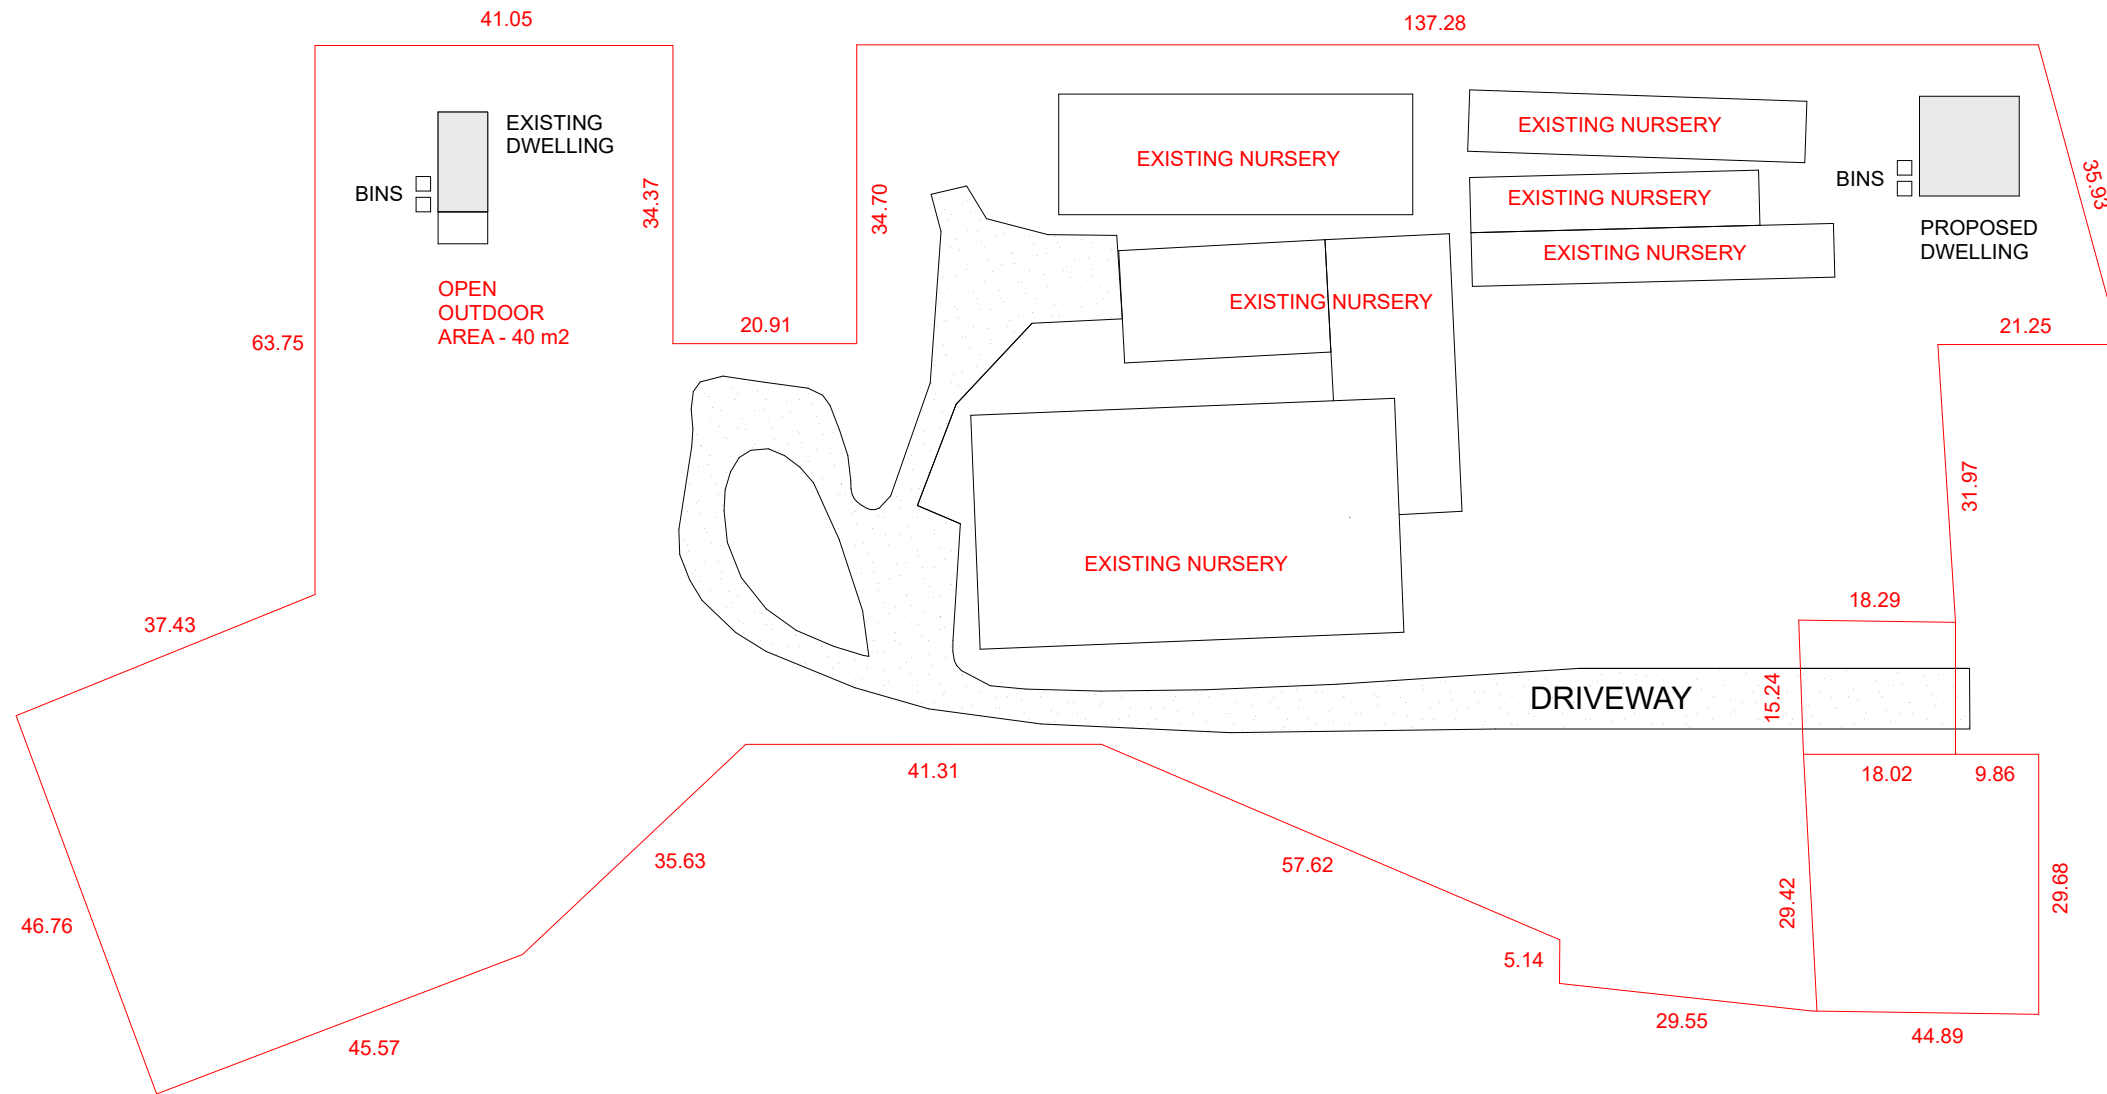 41.05
137.28
EXISTING
DWELLING
BINS
34.37
34.70
EXISTING NURSERY
EXISTING NURSERY
EXISTING NURSERY
EXISTING NURSERY
BINS
35.93
PROPOSED
DWELLING
OPEN
OUTDOOR
AREA - 40 m2
EXISTING NURSERY
63.75
20.91
21.25
31.97
EXISTING NURSERY
18.29
37.43
DRIVEWAY
15.24
41.31
18.02
9.86
35.63
57.62
29.42
29.68
46.76
5.14
29.55
44.89
45.57